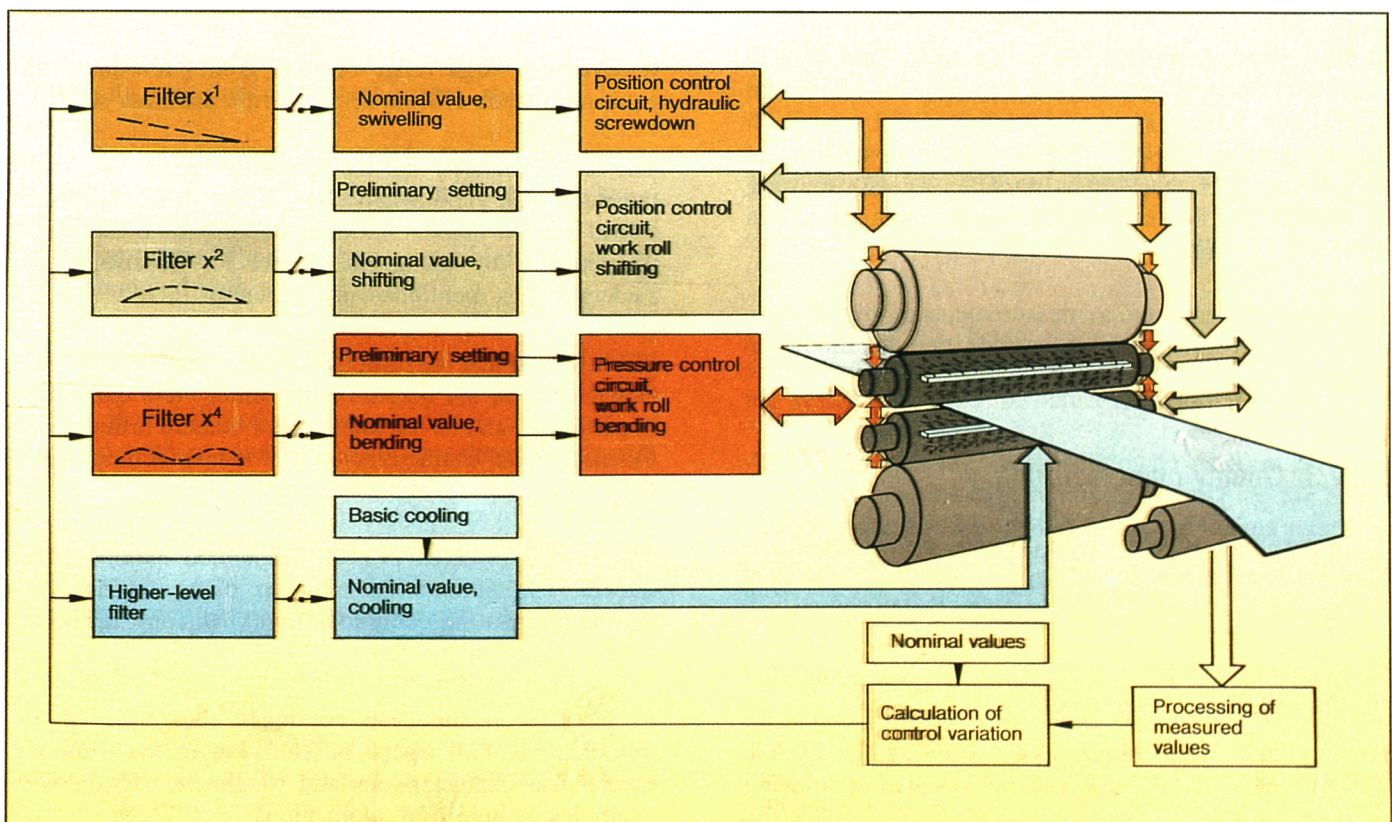 Filter x¹
Nominal value,
swivelling
Position control
circuit, hydraulic
screwdown
Preliminary setting
Position control
circuit,
work roll
shifting
Filter x²
Nominal value,
shifting
Preliminary setting
Pressure control
circuit,
work roll
bending
Filter x⁴
Nominal value,
bending
Basic cooling
Higher-level
filter
Nominal value,
cooling
Nominal values
Calculation of
control variation
Processing of
measured
values